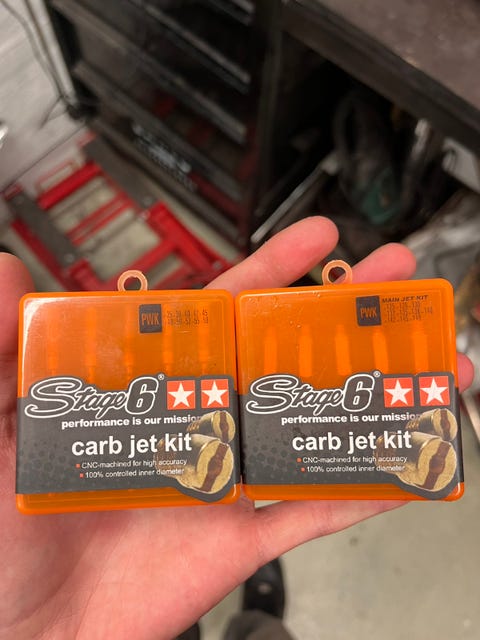 PWK
Stage6®
performance is our mission
carb jet kit
CNC-machined for high accuracy
100% controlled inner diameter
PWK
MAIN JET KIT
Stage6®
performance is our mission
carb jet kit
CNC-machined for high accuracy
100% controlled inner diameter